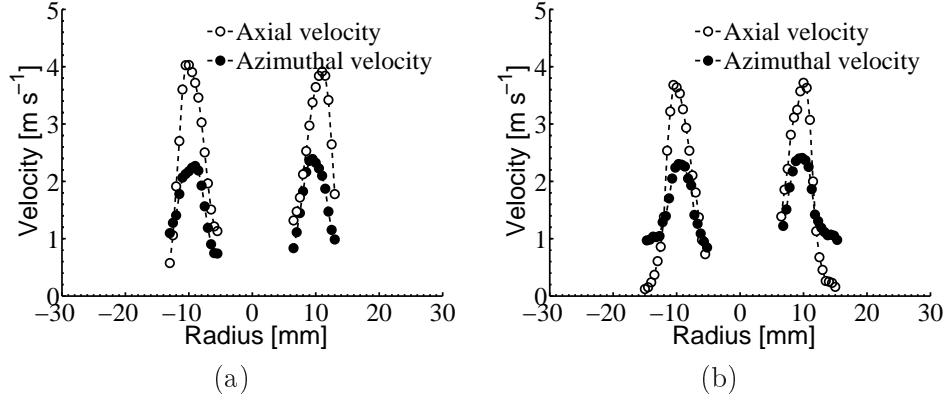 5
4
3
2
1
0
Velocity [m s⁻¹]
Axial velocity
Azimuthal velocity
−30 −20 −10 0 10 20 30
Radius [mm]
(a)
5
4
3
2
1
0
Velocity [m s⁻¹]
Axial velocity
Azimuthal velocity
−30 −20 −10 0 10 20 30
Radius [mm]
(b)